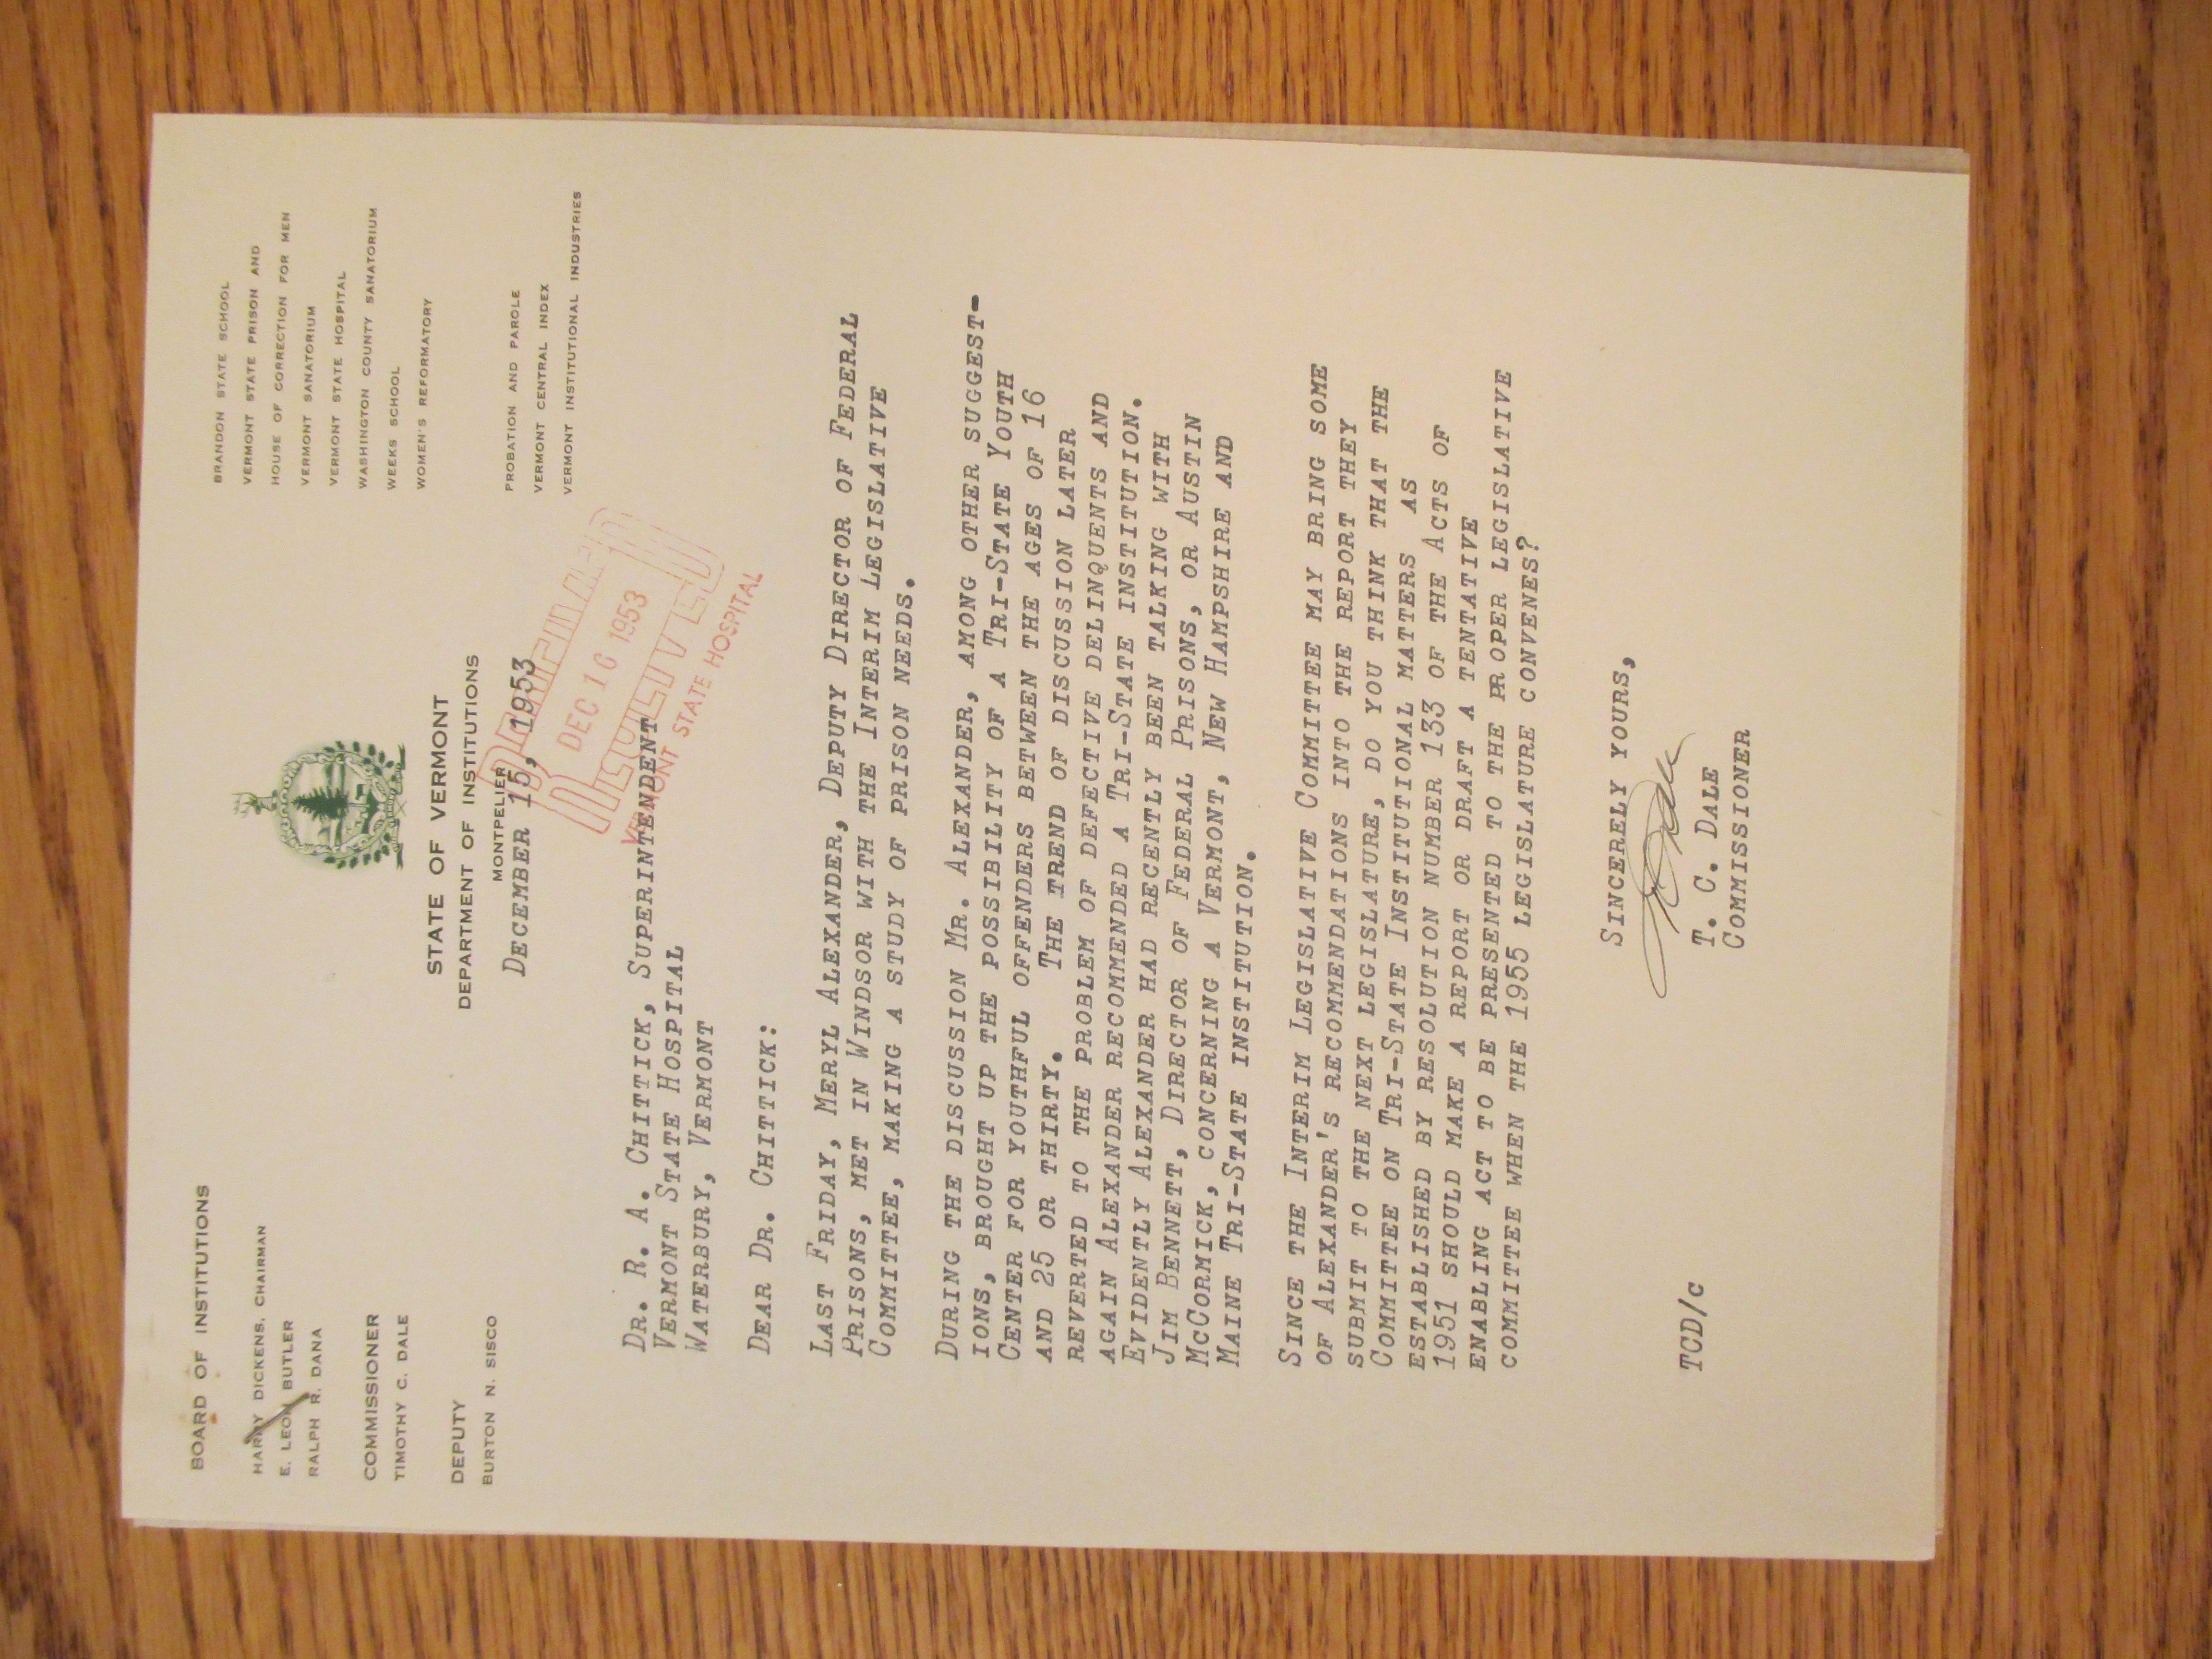 BOARD OF INSTITUTIONS
HARRY DICKENS, CHAIRMAN
E. LEON BUTLER
RALPH R. DANA
COMMISSIONER
TIMOTHY C. DALE
DEPUTY
BURTON N. SISCO
STATE OF VERMONT
DEPARTMENT OF INSTITUTIONS
MONTPELIER
DECEMBER 15, 1953
BRANDON STATE SCHOOL
VERMONT STATE PRISON AND
HOUSE OF CORRECTION FOR MEN
VERMONT SANATORIUM
VERMONT STATE HOSPITAL
WASHINGTON COUNTY SANATORIUM
WEEKS SCHOOL
WOMEN'S REFORMATORY
PROBATION AND PAROLE
VERMONT CENTRAL INDEX
VERMONT INSTITUTIONAL INDUSTRIES
DEC 16 1953
VERMONT STATE HOSPITAL
DR. R. A. CHITTICK, SUPERINTENDENT
VERMONT STATE HOSPITAL
WATERBURY, VERMONT
DEAR DR. CHITTICK:
LAST FRIDAY, MERYL ALEXANDER, DEPUTY DIRECTOR OF FEDERAL
PRISONS, MET IN WINDSOR WITH THE INTERIM LEGISLATIVE
COMMITTEE, MAKING A STUDY OF PRISON NEEDS.
DURING THE DISCUSSION MR. ALEXANDER, AMONG OTHER SUGGEST-
IONS, BROUGHT UP THE POSSIBILITY OF A TRI-STATE YOUTH
CENTER FOR YOUTHFUL OFFENDERS BETWEEN THE AGES OF 16
AND 25 OR THIRTY. THE TREND OF DISCUSSION LATER
REVERTED TO THE PROBLEM OF DEFECTIVE DELINQUENTS AND
AGAIN ALEXANDER RECOMMENDED A TRI-STATE INSTITUTION.
EVIDENTLY ALEXANDER HAD RECENTLY BEEN TALKING WITH
JIM BENNETT, DIRECTOR OF FEDERAL PRISONS, OR AUSTIN
MCCORMICK, CONCERNING A VERMONT, NEW HAMPSHIRE AND
MAINE TRI-STATE INSTITUTION.
SINCE THE INTERIM LEGISLATIVE COMMITTEE MAY BRING SOME
OF ALEXANDER'S RECOMMENDATIONS INTO THE REPORT THEY
SUBMIT TO THE NEXT LEGISLATURE, DO YOU THINK THAT THE
COMMITTEE ON TRI-STATE INSTITUTIONAL MATTERS AS
ESTABLISHED BY RESOLUTION NUMBER 133 OF THE ACTS OF
1951 SHOULD MAKE A REPORT OR DRAFT A TENTATIVE
ENABLING ACT TO BE PRESENTED TO THE PROPER LEGISLATIVE
COMMITTEE WHEN THE 1955 LEGISLATURE CONVENES?
SINCERELY YOURS,
T. C. DALE
COMMISSIONER
TCD/C